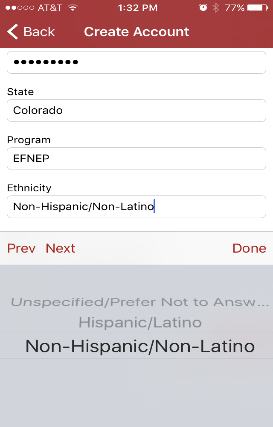 AT&T 1:32 PM 77%
Back Create Account
•••••••••
State
Colorado
Program
EFNEP
Ethnicity
Non-Hispanic/Non-Latino
Prev Next Done
Unspecified/Prefer Not to Answ...
Hispanic/Latino
Non-Hispanic/Non-Latino